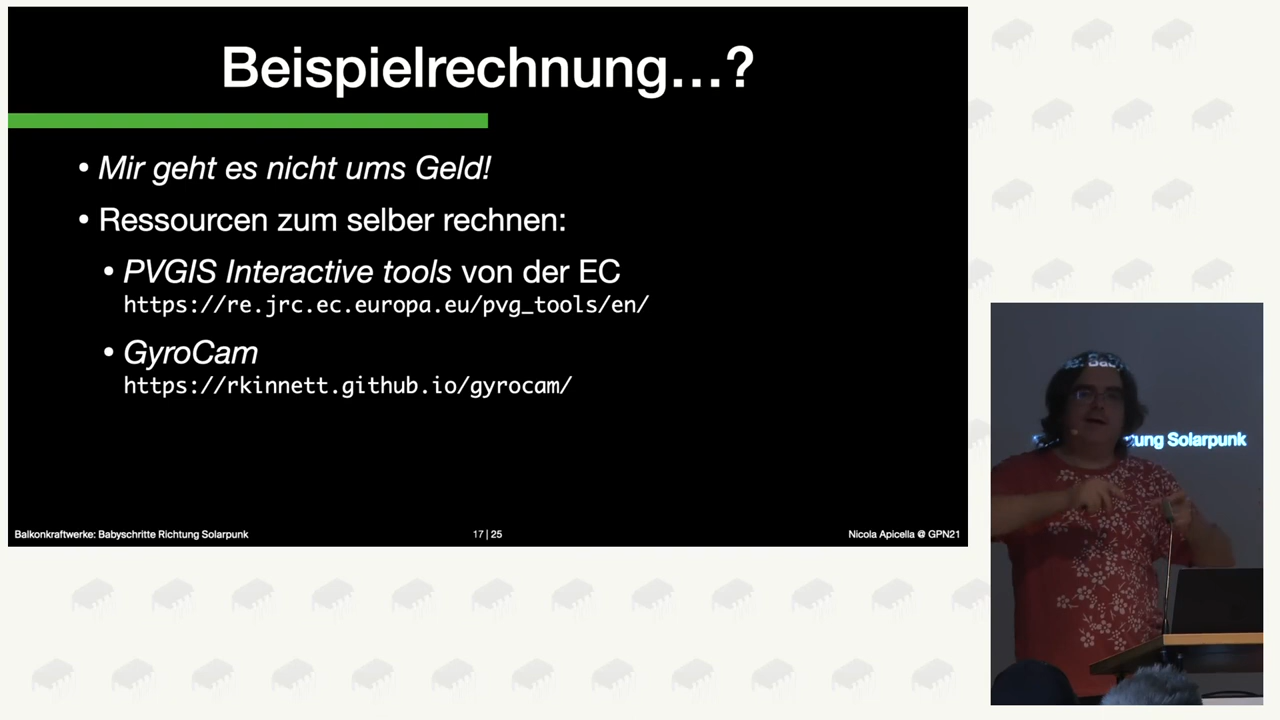 Beispielrechnung...?
• Mir geht es nicht ums Geld!
• Ressourcen zum selber rechnen:
• PVGIS Interactive tools von der EC
https://re.jrc.ec.europa.eu/pvg_tools/en/
• GyroCam
https://rkinnett.github.io/gyrocam/
Balkonkraftwerke: Babyschritte Richtung Solarpunk
17 | 25
Nicola Apicella @ GPN21
Solarpunk